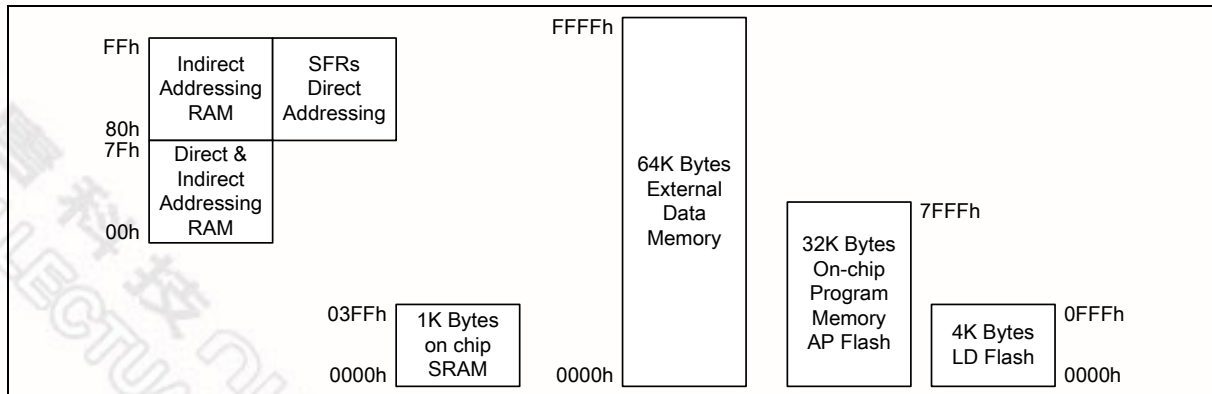 FFh
Indirect
Addressing
RAM
SFRs
Direct
Addressing
80h
7Fh
Direct &
Indirect
Addressing
RAM
00h
03FFh
1K Bytes
on chip
SRAM
0000h
FFFFh
64K Bytes
External
Data
Memory
0000h
7FFFh
32K Bytes
On-chip
Program
Memory
AP Flash
0FFFh
4K Bytes
LD Flash
0000h